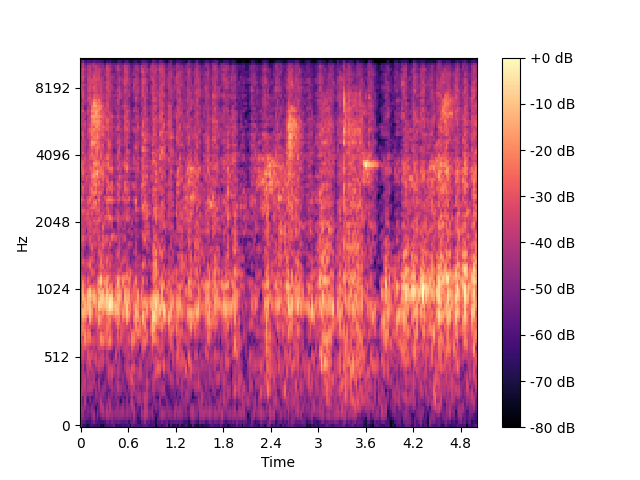 8192
4096
2048
1024
512
0
Hz
0 0.6 1.2 1.8 2.4 3 3.6 4.2 4.8
Time
+0 dB
-10 dB
-20 dB
-30 dB
-40 dB
-50 dB
-60 dB
-70 dB
-80 dB